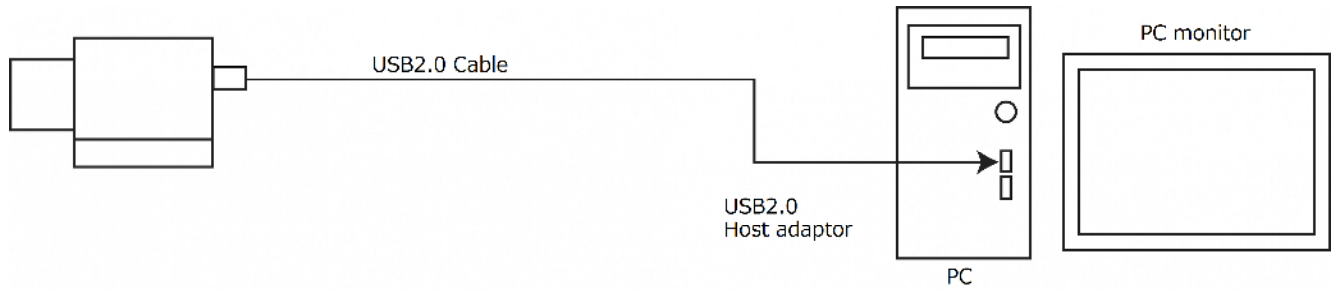 PC monitor
USB2.0 Cable
USB2.0
Host adaptor
PC